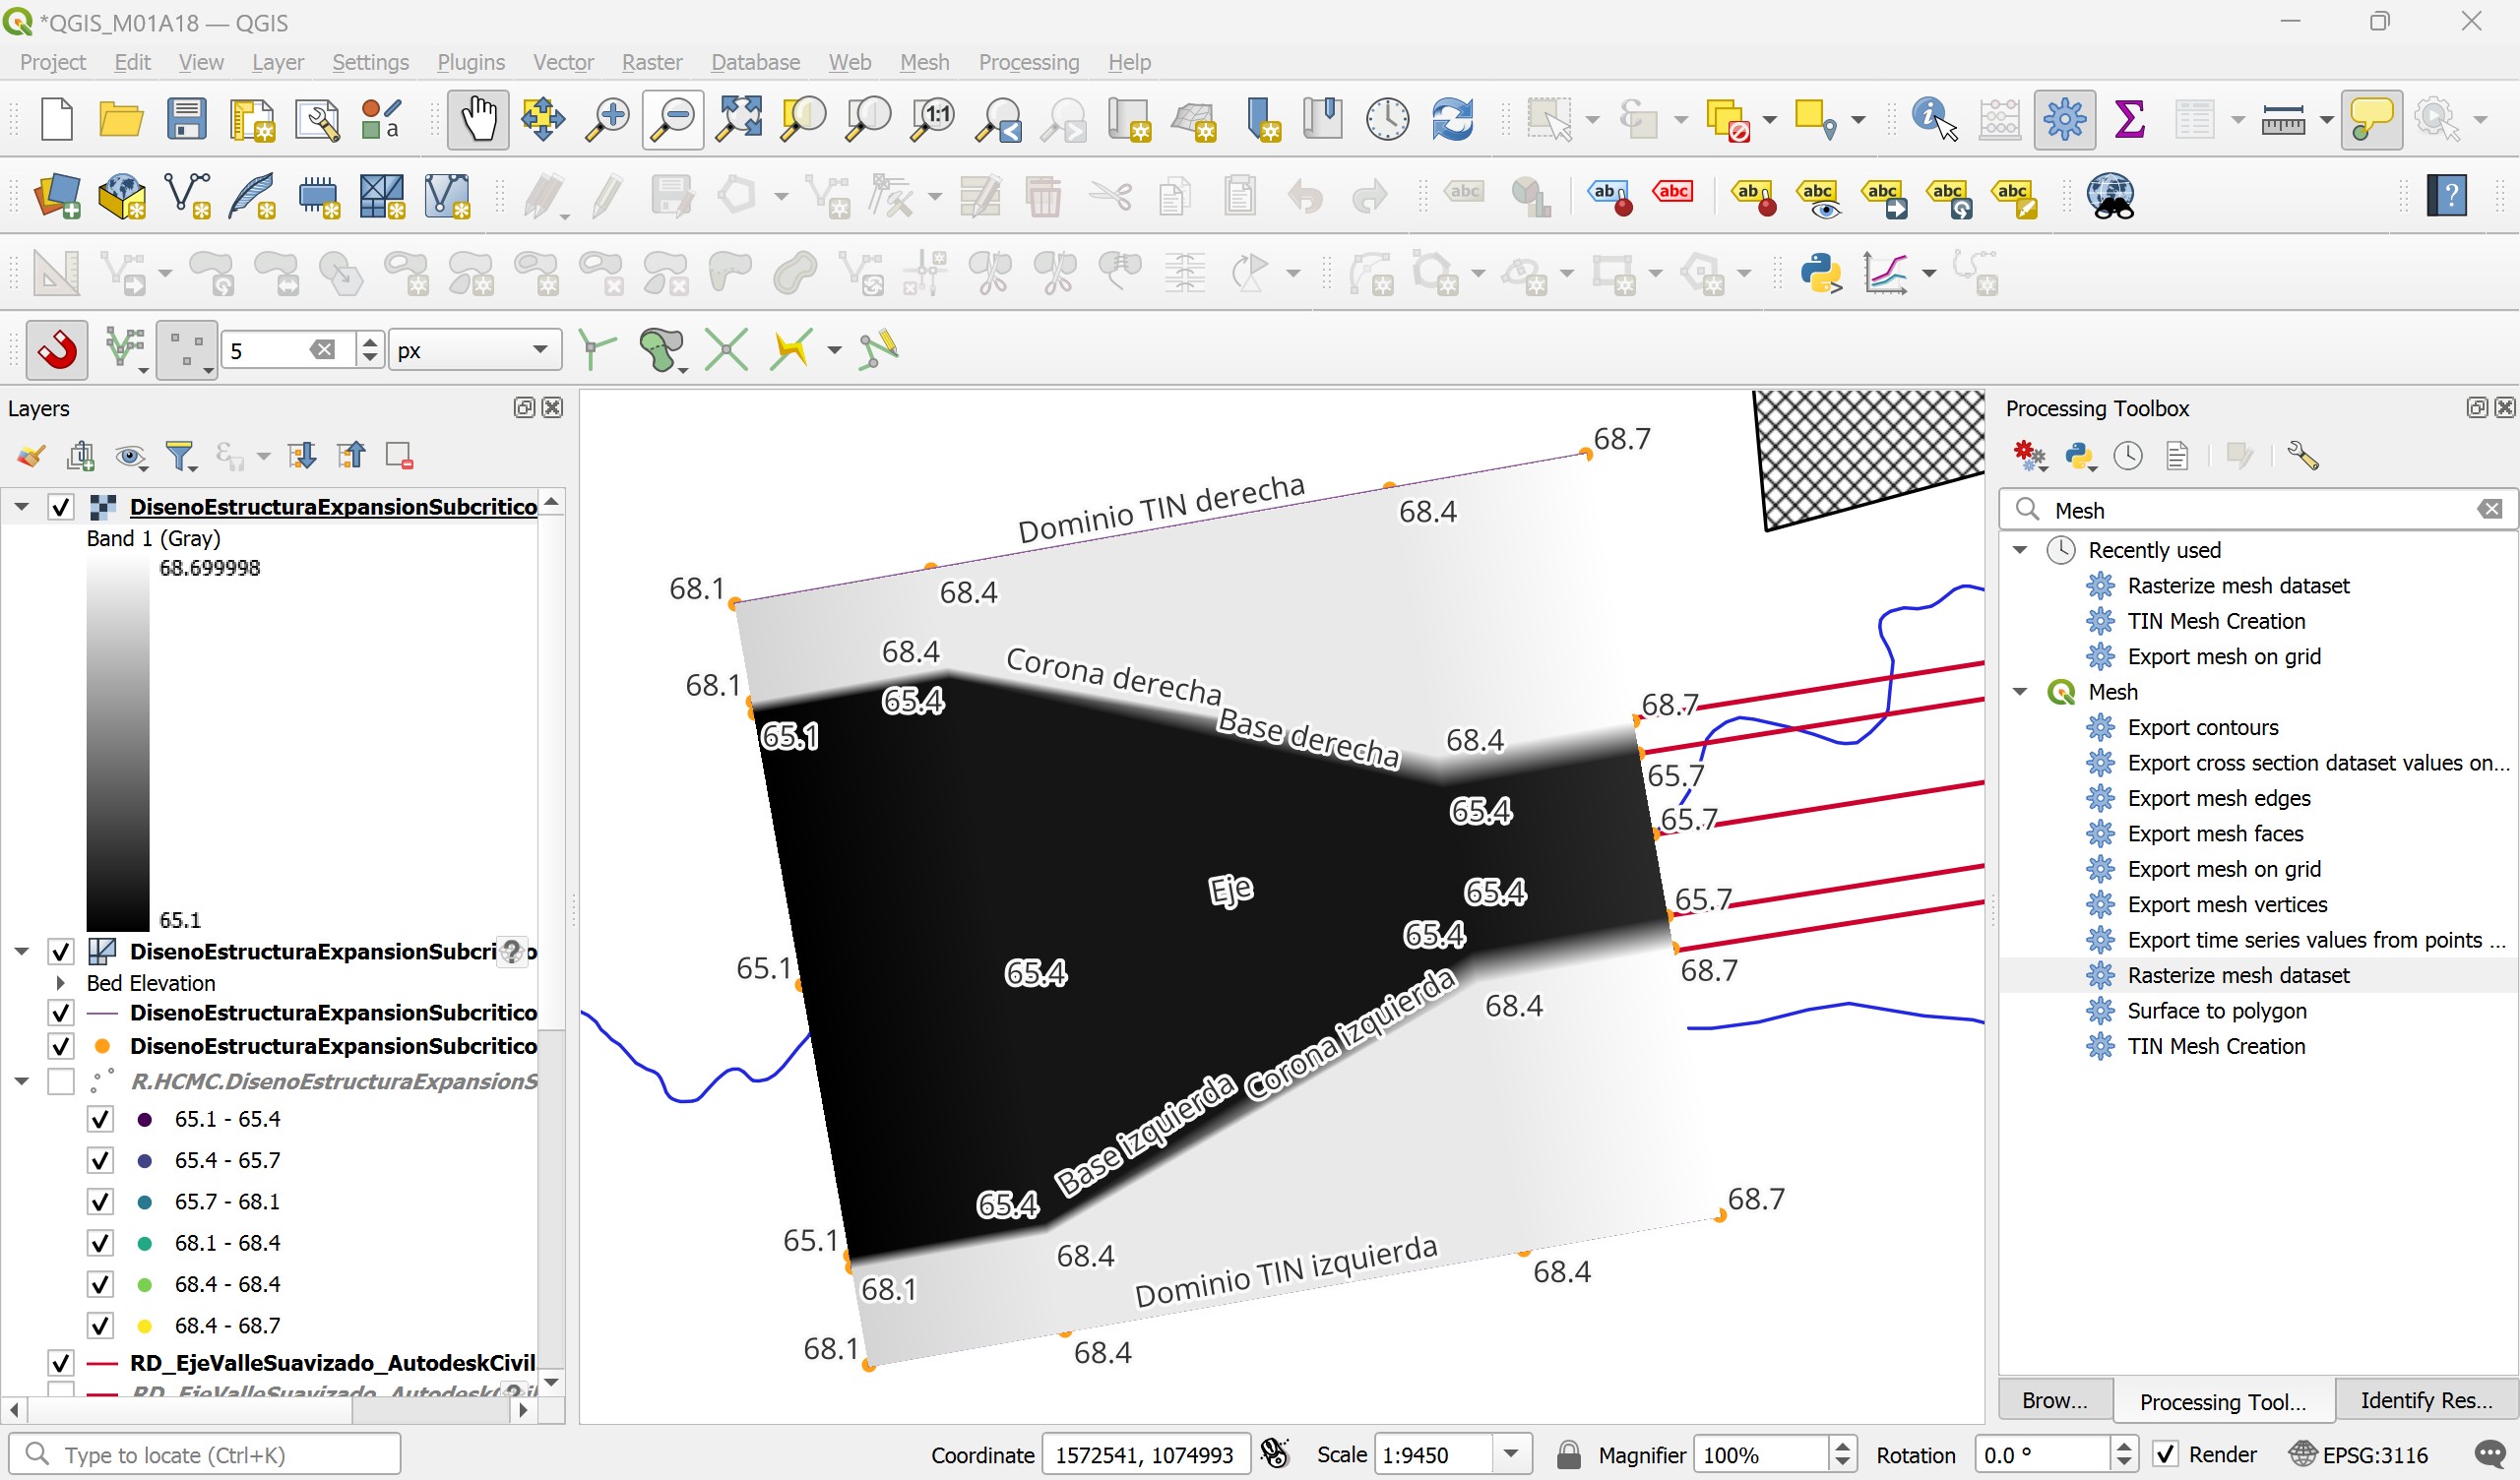 *QGIS_M01A18 — QGIS
Project Edit View Layer Settings Plugins Vector Raster Database Web Mesh Processing Help
5 px
Layers
DisenoEstructuraExpansionSubcritico
Band 1 (Gray)
68.699998
65.1
DisenoEstructuraExpansionSubcri
Bed Elevation
DisenoEstructuraExpansionSubcritico
DisenoEstructuraExpansionSubcritico
R.HCMC.DisenoEstructuraExpansionS
65.1 - 65.4
65.4 - 65.7
65.7 - 68.1
68.1 - 68.4
68.4 - 68.4
68.4 - 68.7
RD_EjeValleSuavizado_AutodeskCivil
RD_EjeValleSuavizado_Autodesk
68.7
Dominio TIN derecha
68.4
68.1
68.4
68.4
Corona derecha
68.1
65.4
68.7
65.1
Base derecha
68.4
65.7
65.4
65.7
Eje
65.4
65.7
65.4
65.1
65.4
68.7
Corona izquierda
68.4
Base izquierda
65.4
68.7
65.1
68.4
Dominio TIN izquierda
68.4
68.1
68.1
68.4
Processing Toolbox
Mesh
Recently used
Rasterize mesh dataset
TIN Mesh Creation
Export mesh on grid
Mesh
Export contours
Export cross section dataset values on...
Export mesh edges
Export mesh faces
Export mesh on grid
Export mesh vertices
Export time series values from points ...
Rasterize mesh dataset
Surface to polygon
TIN Mesh Creation
Brow... Processing Tool... Identify Res...
Type to locate (Ctrl+K) Coordinate 1572541, 1074993 Scale 1:9450 Magnifier 100% Rotation 0.0 ° Render EPSG:3116